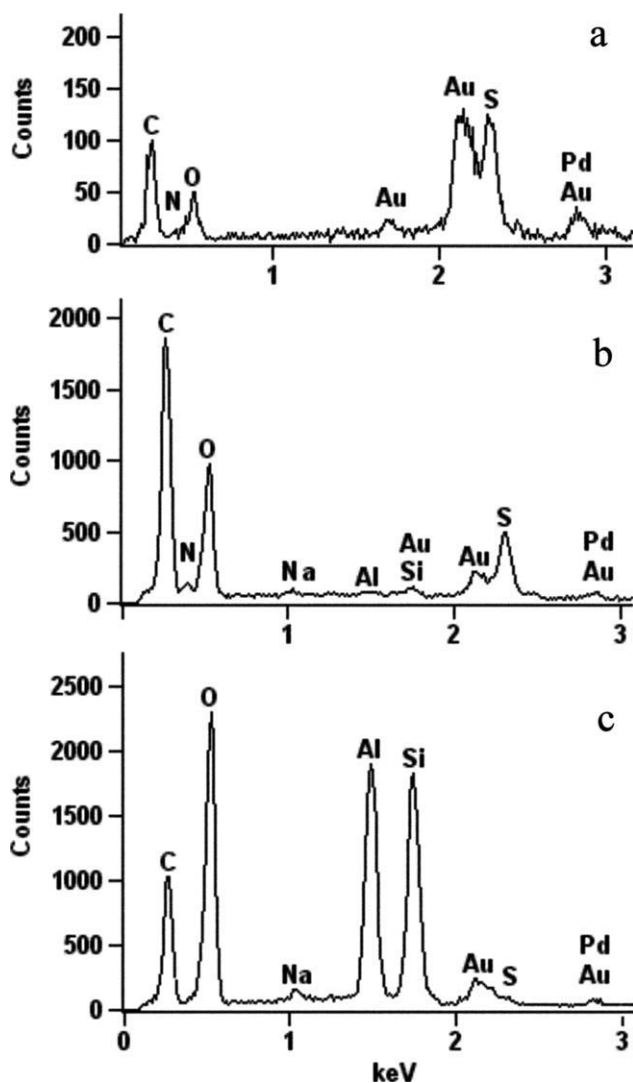 a
200
150
100
50
0
Counts
C
N
O
Au
Au
S
Pd
Au
1
2
3
b
2000
1500
1000
500
0
Counts
C
N
O
Na
Al
Au
Si
Au
S
Pd
Au
1
2
3
c
2500
2000
1500
1000
500
0
Counts
C
O
Na
Al
Si
Au
S
Pd
Au
0
1
2
3
keV